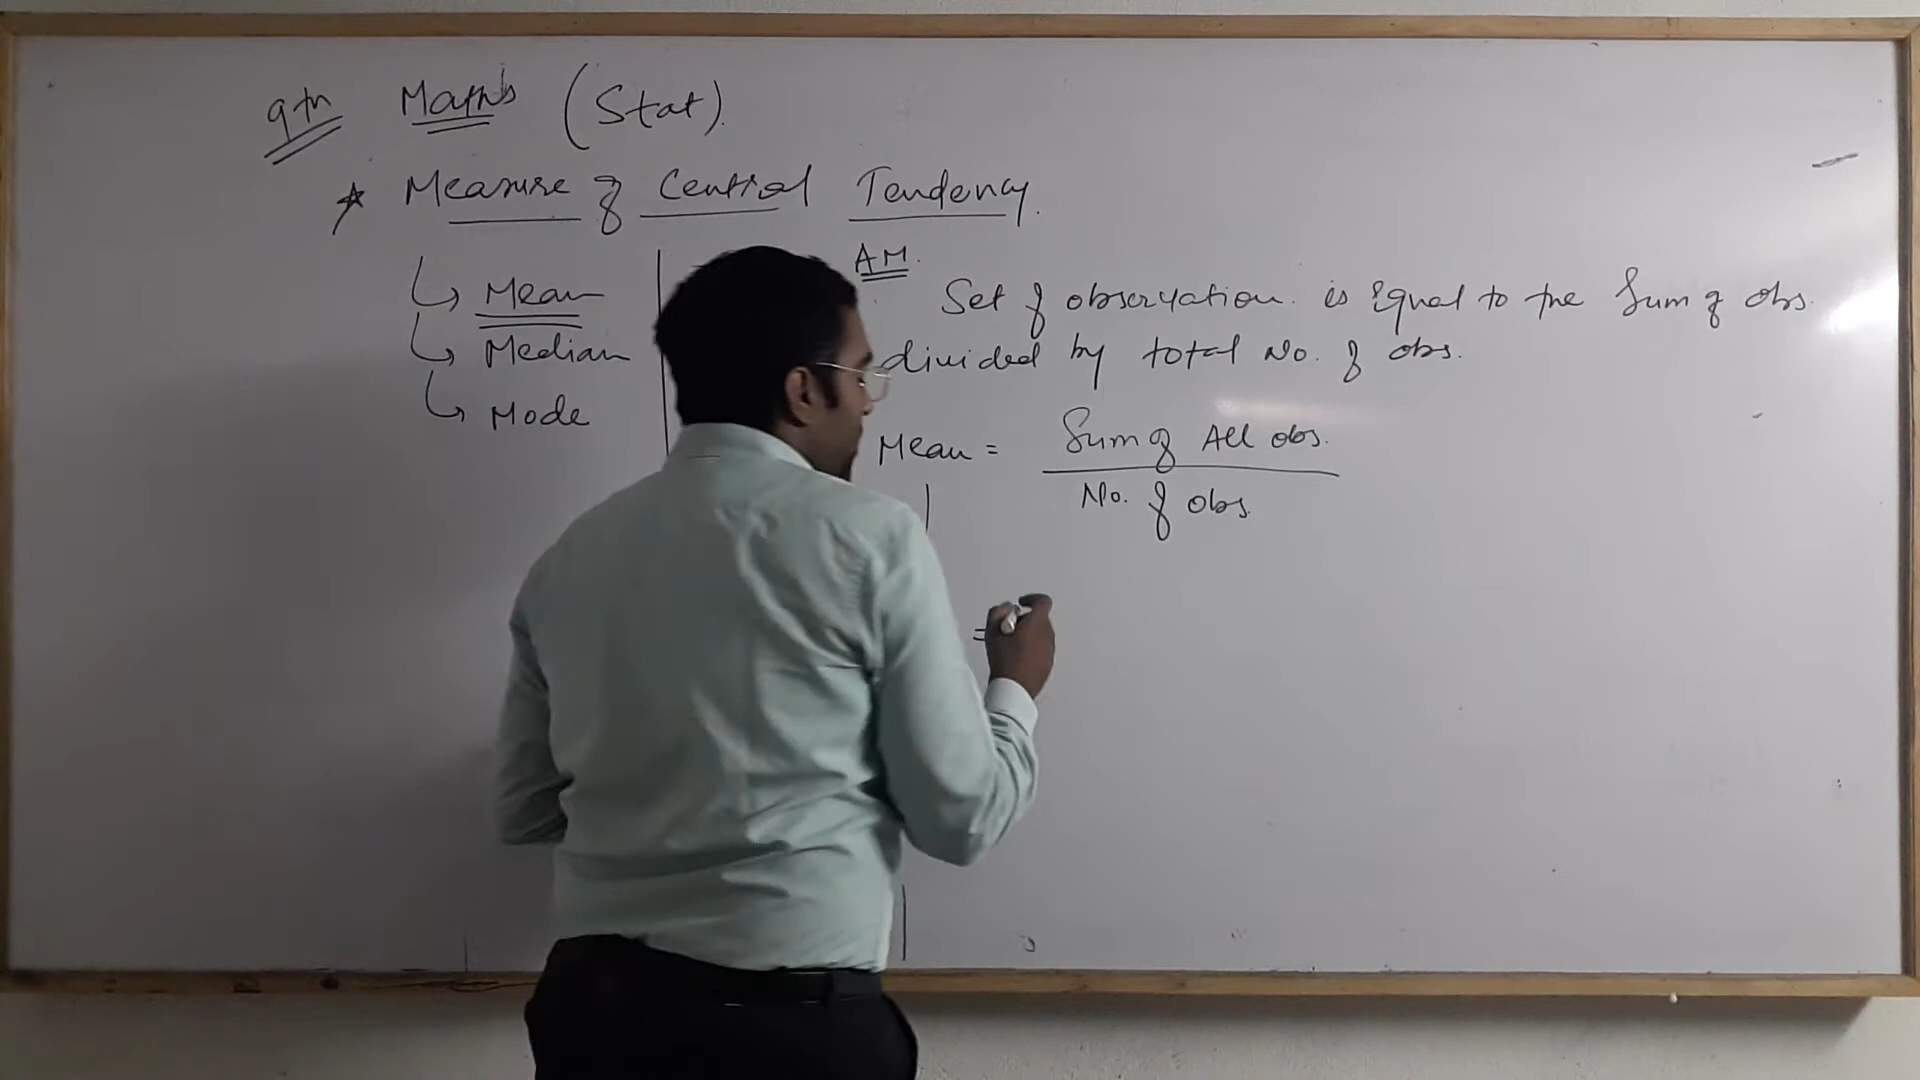 9th Maths (Stat).
* Measure of Central Tendency.
↳ Mean
↳ Median
↳ Mode
AM.
Set of observation. is Equal to the Sum of obs.
divided by total No. of obs.
Mean = Sum of All obs.
No. of obs.
=